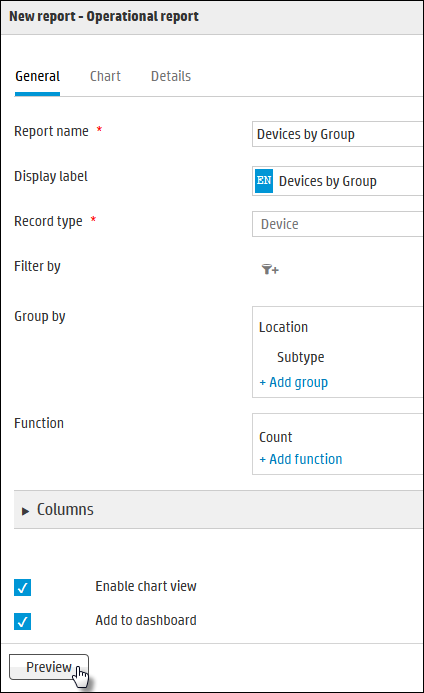 New report - Operational report
General Chart Details
Report name * Devices by Group
Display label EN Devices by Group
Record type * Device
Filter by
Group by
Location
Subtype
+ Add group
Function
Count
+ Add function
Columns
Enable chart view
Add to dashboard
Preview